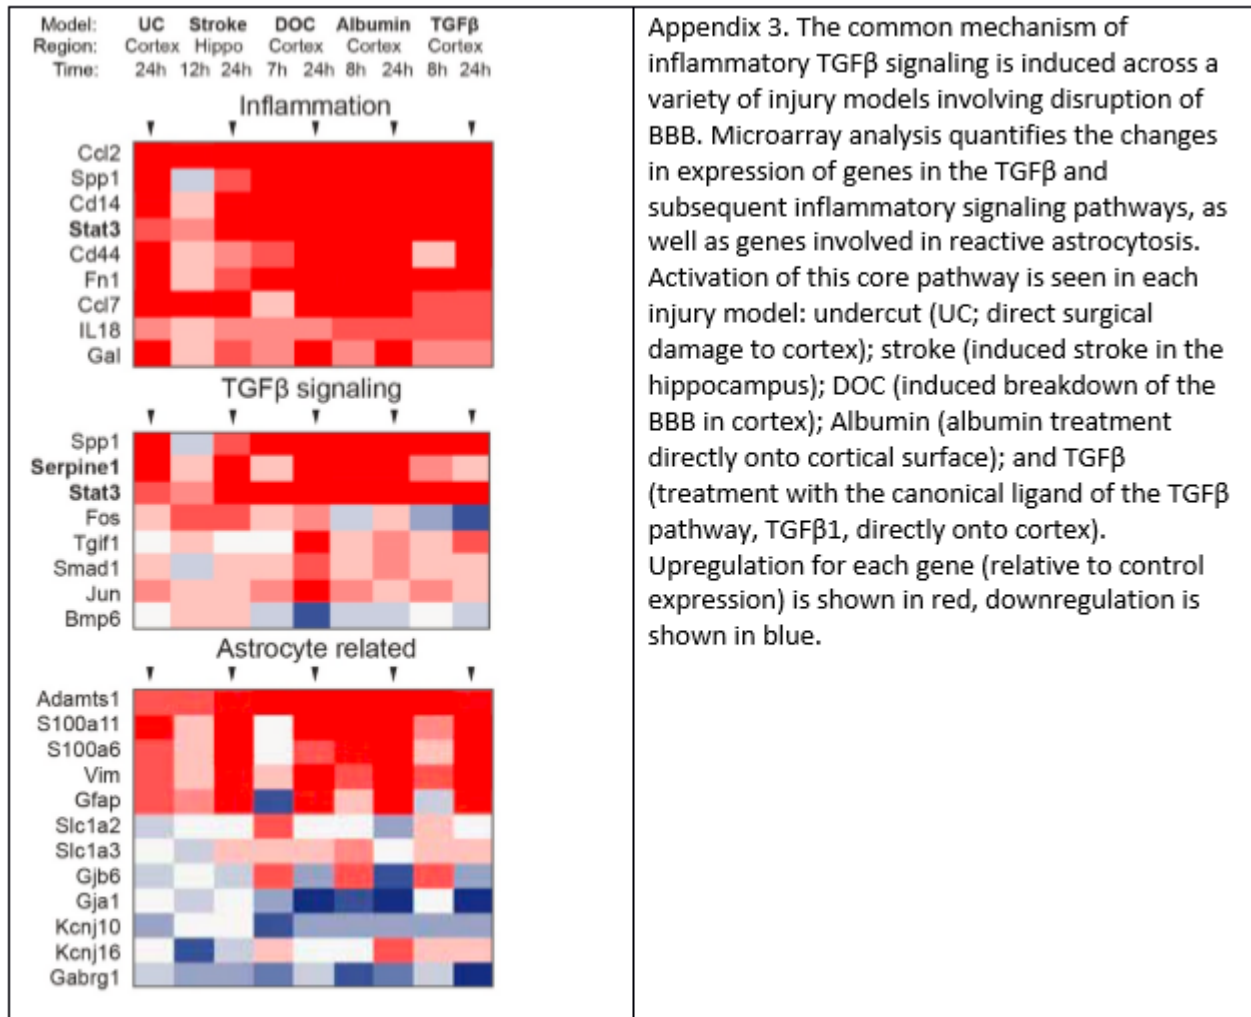 Model: UC Stroke DOC Albumin TGFβ
Region: Cortex Hippo Cortex Cortex Cortex
Time: 24h 12h 24h 7h 24h 8h 24h 8h 24h
Inflammation
Ccl2
Spp1
Cd14
Stat3
Cd44
Fn1
Ccl7
IL18
Gal
TGFβ signaling
Spp1
Serpine1
Stat3
Fos
Tgif1
Smad1
Jun
Bmp6
Astrocyte related
Adamts1
S100a11
S100a6
Vim
Gfap
Slc1a2
Slc1a3
Gjb6
Gja1
Kcnj10
Kcnj16
Gabrg1
Appendix 3. The common mechanism of
inflammatory TGFβ signaling is induced across a
variety of injury models involving disruption of
BBB. Microarray analysis quantifies the changes
in expression of genes in the TGFβ and
subsequent inflammatory signaling pathways, as
well as genes involved in reactive astrocytosis.
Activation of this core pathway is seen in each
injury model: undercut (UC; direct surgical
damage to cortex); stroke (induced stroke in the
hippocampus); DOC (induced breakdown of the
BBB in cortex); Albumin (albumin treatment
directly onto cortical surface); and TGFβ
(treatment with the canonical ligand of the TGFβ
pathway, TGFβ1, directly onto cortex).
Upregulation for each gene (relative to control
expression) is shown in red, downregulation is
shown in blue.